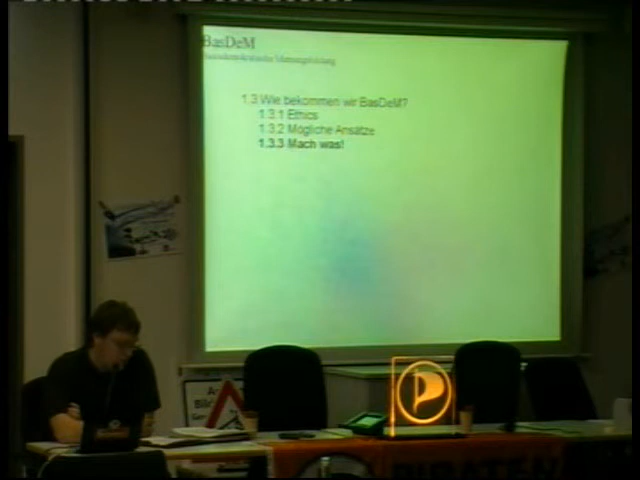 BasDeM
1.3 Wie bekommen wir BasDeM?
1.3.1 Ethics
1.3.2 Mögliche Ansätze
1.3.3 Mach was!
P
PIRATEN